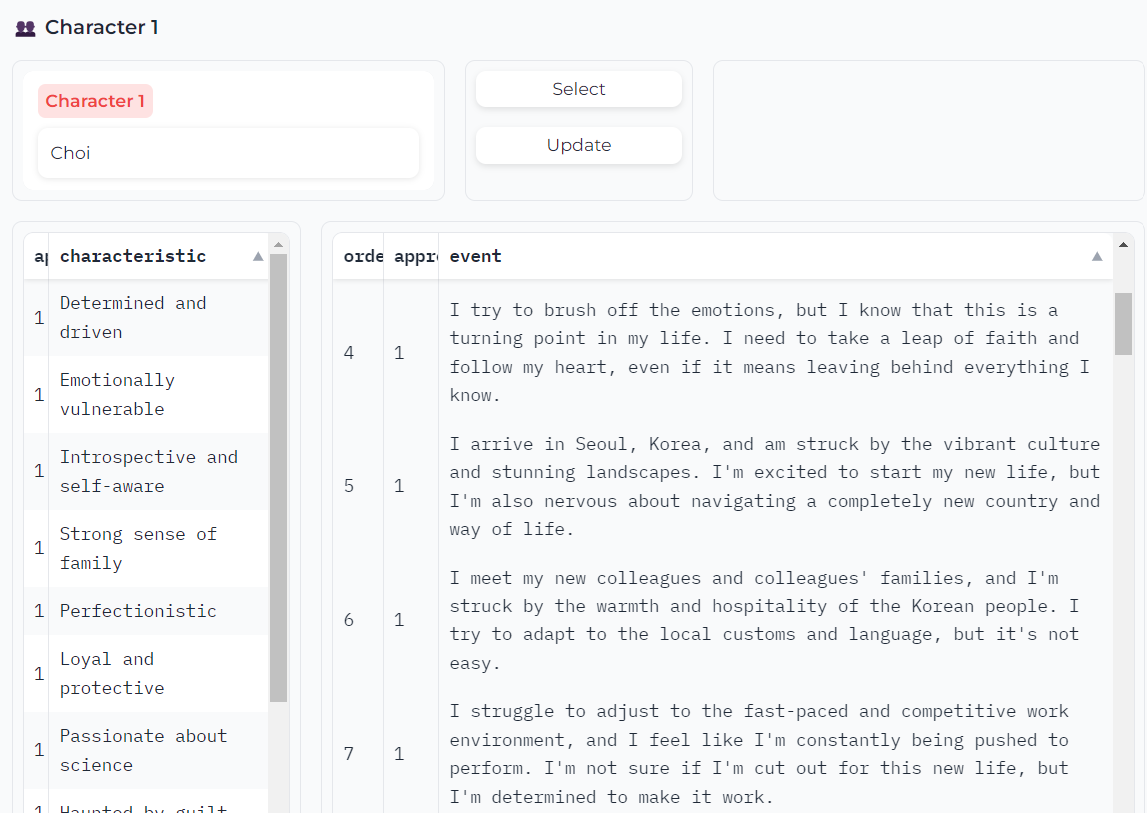 Character 1
Character 1
Choi
Select
Update
characteristic
1
Determined and
driven
1
Emotionally
vulnerable
1
Introspective and
self-aware
1
Strong sense of
family
1 Perfectionistic
1
Loyal and
protective
1
Passionate about
science
1 Haunted by guilt
orde appro event
4 1
I try to brush off the emotions, but I know that this is a
turning point in my life. I need to take a leap of faith and
follow my heart, even if it means leaving behind everything I
know.
5 1
I arrive in Seoul, Korea, and am struck by the vibrant culture
and stunning landscapes. I'm excited to start my new life, but
I'm also nervous about navigating a completely new country and
way of life.
6 1
I meet my new colleagues and colleagues' families, and I'm
struck by the warmth and hospitality of the Korean people. I
try to adapt to the local customs and language, but it's not
easy.
7 1
I struggle to adjust to the fast-paced and competitive work
environment, and I feel like I'm constantly being pushed to
perform. I'm not sure if I'm cut out for this new life, but
I'm determined to make it work.